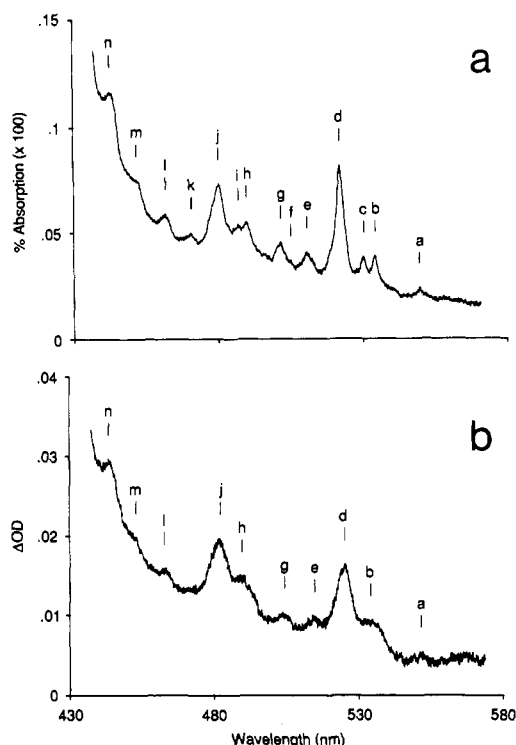 a
.15
n
.1
d
m
j
l
i h
k
g
f e
c b
.05
a
0
% Absorption (x 100)
b
.04
n
.03
m
j
d
l
h
.02
g e
b
a
.01
0
ΔOD
430 480 530 580
Wavelength (nm)